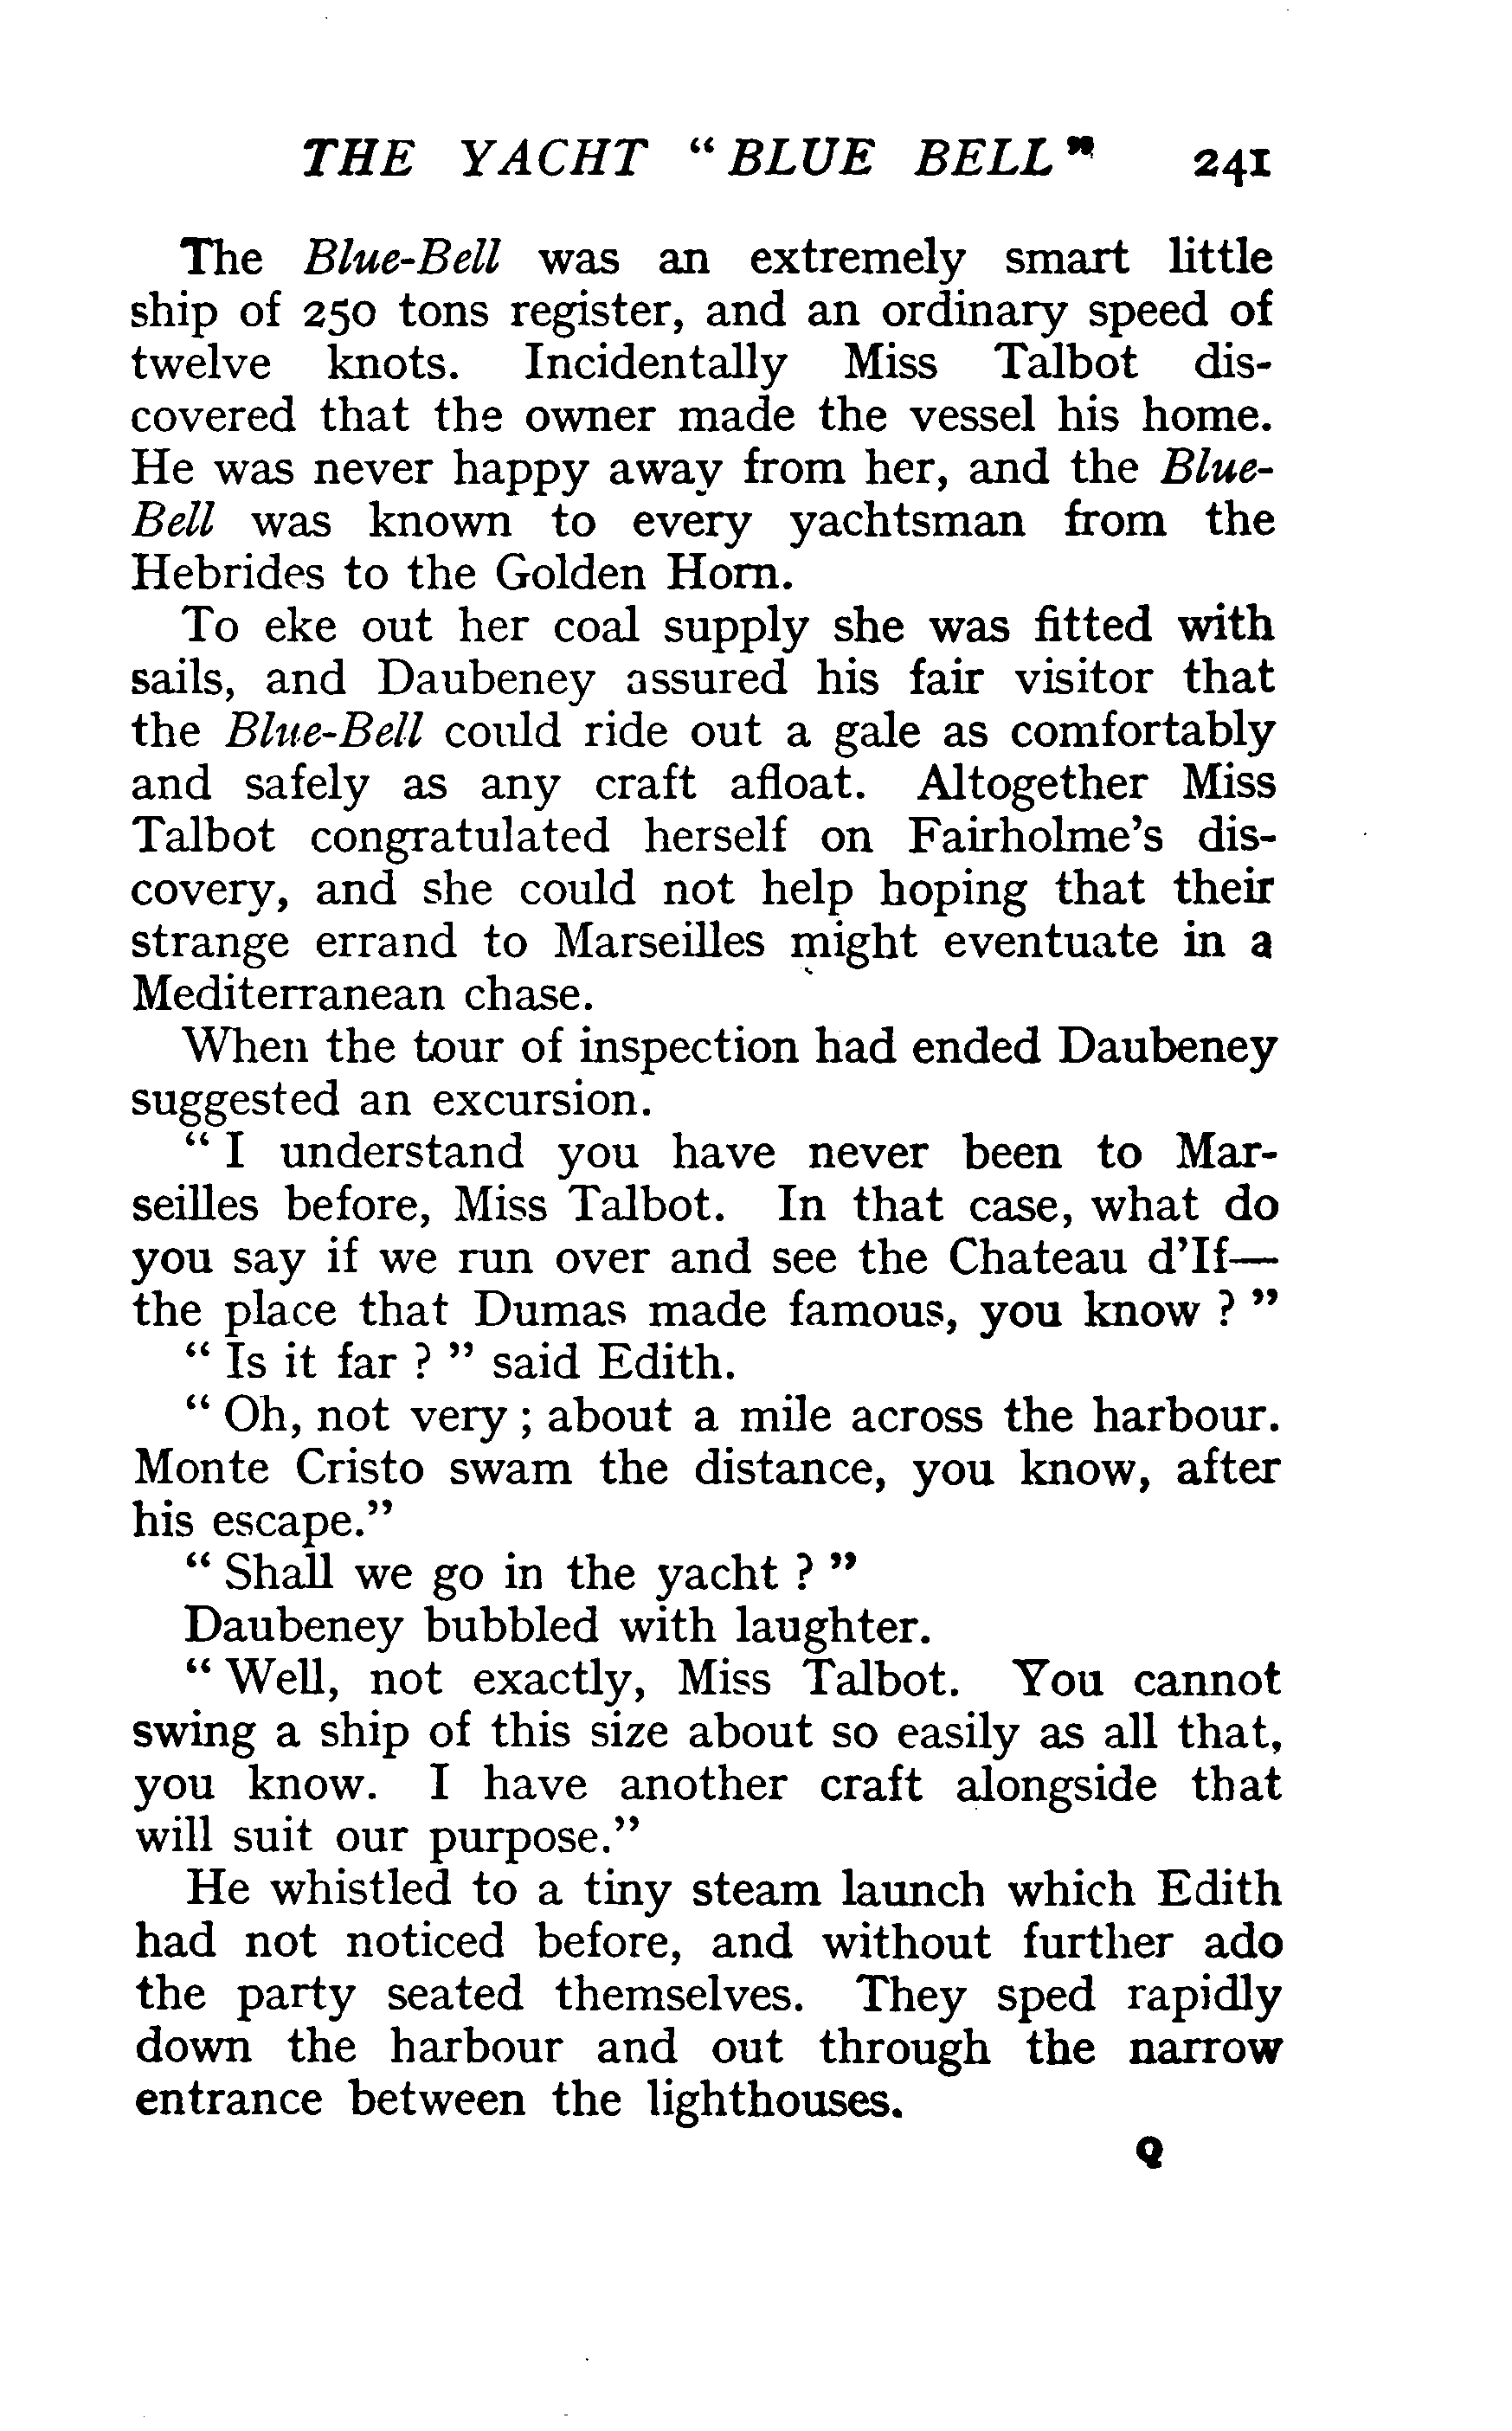 THE YACHT “ BLUE BELL ” 241
The Blue-Bell was an extremely smart little
ship of 250 tons register, and an ordinary speed of
twelve knots. Incidentally Miss Talbot dis-
covered that the owner made the vessel his home.
He was never happy away from her, and the Blue-
Bell was known to every yachtsman from the
Hebrides to the Golden Horn.
To eke out her coal supply she was fitted with
sails, and Daubeney assured his fair visitor that
the Blue-Bell could ride out a gale as comfortably
and safely as any craft afloat. Altogether Miss
Talbot congratulated herself on Fairholme's dis-
covery, and she could not help hoping that their
strange errand to Marseilles might eventuate in a
Mediterranean chase.
When the tour of inspection had ended Daubeney
suggested an excursion.
“ I understand you have never been to Mar-
seilles before, Miss Talbot. In that case, what do
you say if we run over and see the Chateau d'If—
the place that Dumas made famous, you know ? ”
“ Is it far ? ” said Edith.
“ Oh, not very ; about a mile across the harbour.
Monte Cristo swam the distance, you know, after
his escape.”
“ Shall we go in the yacht ? ”
Daubeney bubbled with laughter.
“ Well, not exactly, Miss Talbot. You cannot
swing a ship of this size about so easily as all that,
you know. I have another craft alongside that
will suit our purpose.”
He whistled to a tiny steam launch which Edith
had not noticed before, and without further ado
the party seated themselves. They sped rapidly
down the harbour and out through the narrow
entrance between the lighthouses.
Q